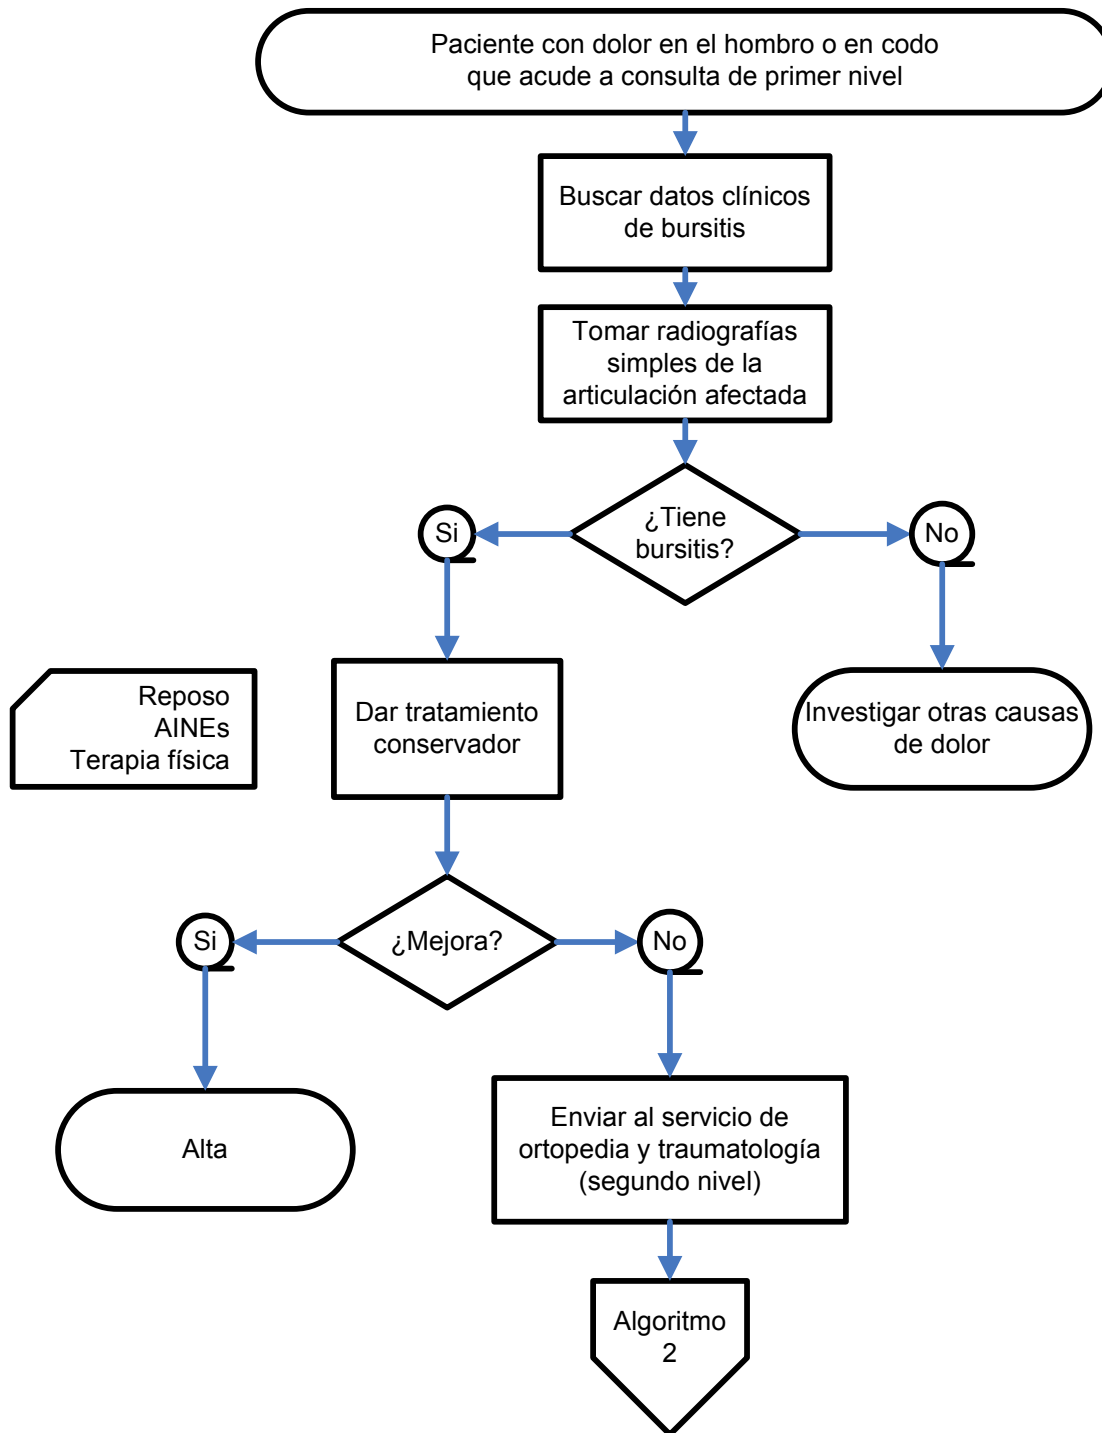 Paciente con dolor en el hombro o en codo
que acude a consulta de primer nivel
Buscar datos clínicos
de bursitis
Tomar radiografías
simples de la
articulación afectada
¿Tiene
bursitis?
Si
No
Reposo
AINEs
Terapia física
Dar tratamiento
conservador
Investigar otras causas
de dolor
¿Mejora?
Si
No
Alta
Enviar al servicio de
ortopedia y traumatología
(segundo nivel)
Algoritmo
2